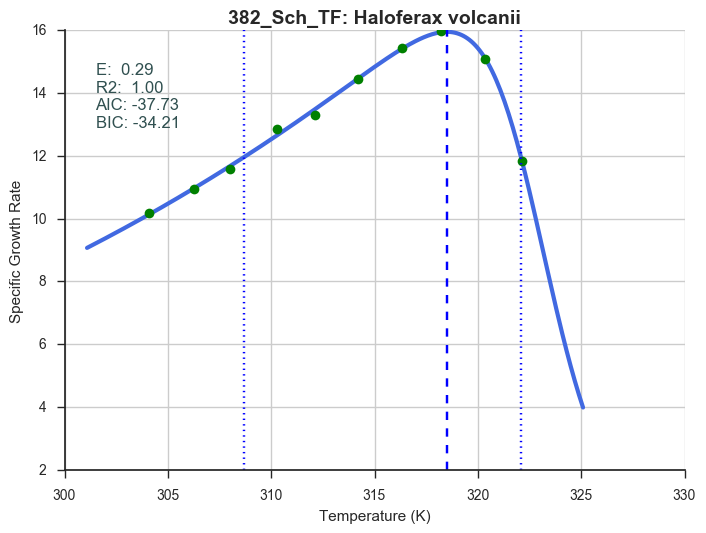 382_Sch_TF: Haloferax volcanii
16
14
12
10
8
6
4
2
E: 0.29
R2: 1.00
AIC: -37.73
BIC: -34.21
Specific Growth Rate
300
305
310
315
320
325
330
Temperature (K)